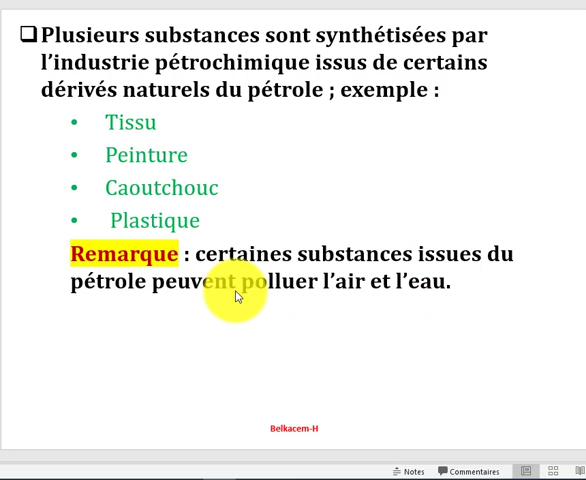 Plusieurs substances sont synthétisées par
l’industrie pétrochimique issus de certains
dérivés naturels du pétrole ; exemple :
• Tissu
• Peinture
• Caoutchouc
• Plastique
Remarque : certaines substances issues du
pétrole peuvent polluer l’air et l’eau.
Belkacem-H
Notes Commentaires